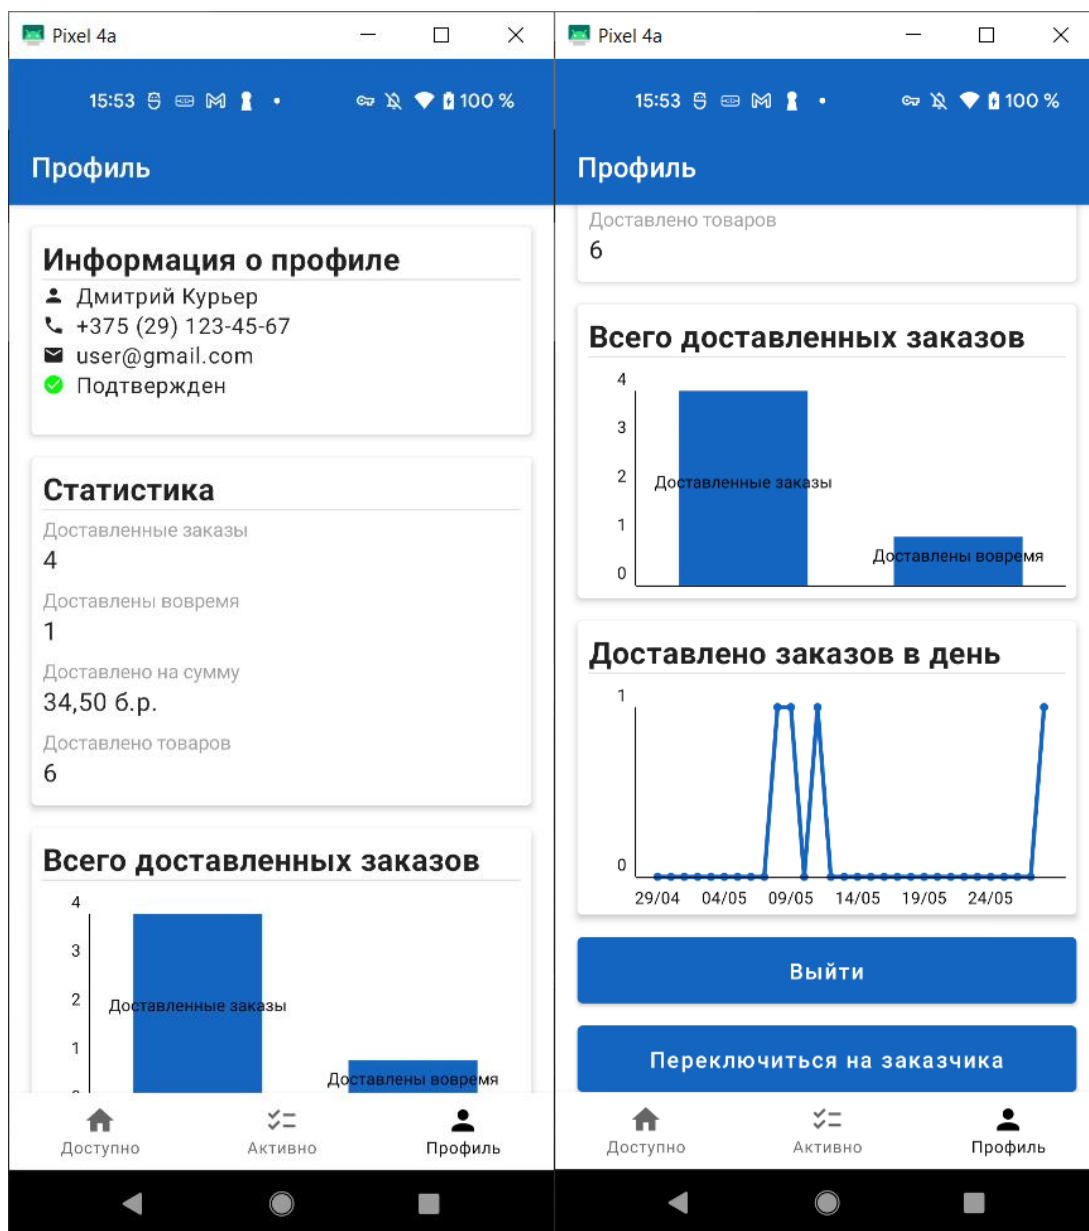 Pixel 4a
15:53 100 %
Профиль
Информация о профиле
Дмитрий Курьер
+375 (29) 123-45-67
user@gmail.com
Подтвержден
Статистика
Доставленные заказы
4
Доставлены вовремя
1
Доставлено на сумму
34,50 б.р.
Доставлено товаров
6
Всего доставленных заказов
4
3
2
Доставленные заказы
1
Доставлены вовремя
Доступно
Активно
Профиль
Pixel 4a
15:53 100 %
Профиль
Доставлено товаров
6
Всего доставленных заказов
4
3
2
Доставленные заказы
1
Доставлены вовремя
0
Доставлено заказов в день
1
0
29/04 04/05 09/05 14/05 19/05 24/05
Выйти
Переключиться на заказчика
Доступно
Активно
Профиль